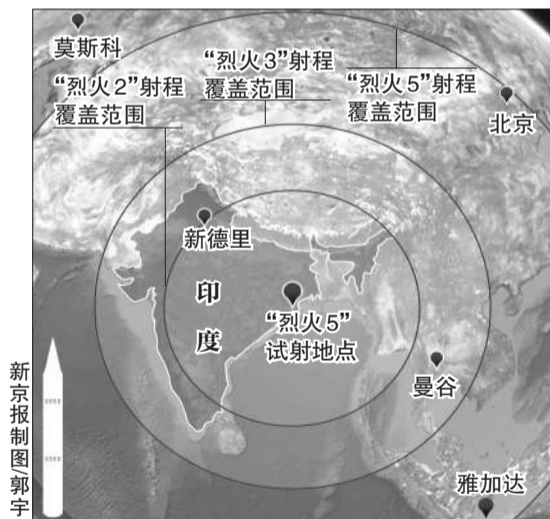 莫斯科
“烈火2”射程
覆盖范围
“烈火3”射程
覆盖范围
“烈火5”射程
覆盖范围
北京
新德里
印
度
“烈火5”
试射地点
曼谷
雅加达
新京报制图/郭宇